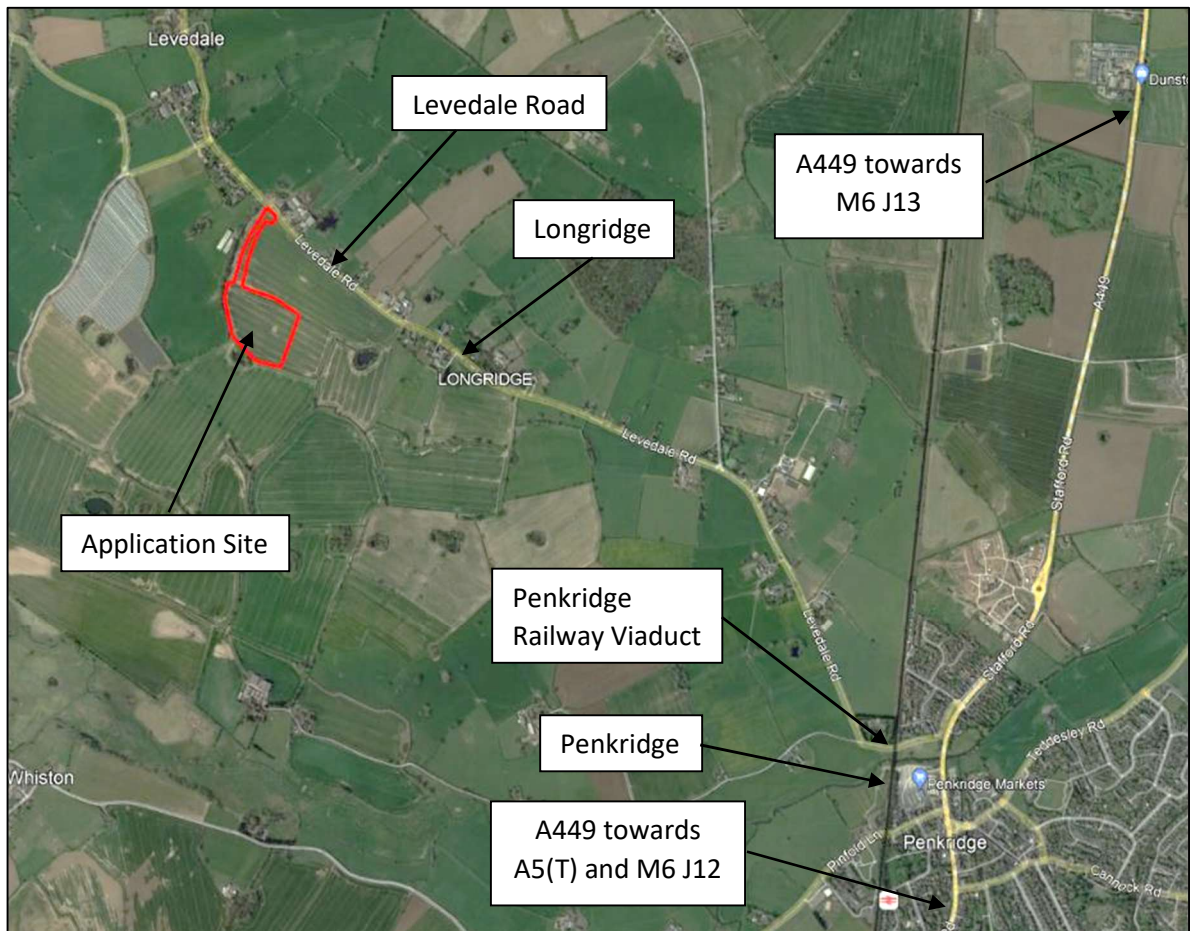 Levedale
Levedale Road
Dunsto
A449 towards
M6 J13
Longridge
Levedale Rd
A449
LONGRIDGE
Levedale Rd
Stafford Rd
Application Site
Penkridge
Railway Viaduct
Levedale Rd
Stafford Rd
Teddesley Rd
Penkridge
Whiston
Penkridge Markets
A449 towards
A5(T) and M6 J12
Pinfold Ln
Penkridge
Cannock Rd